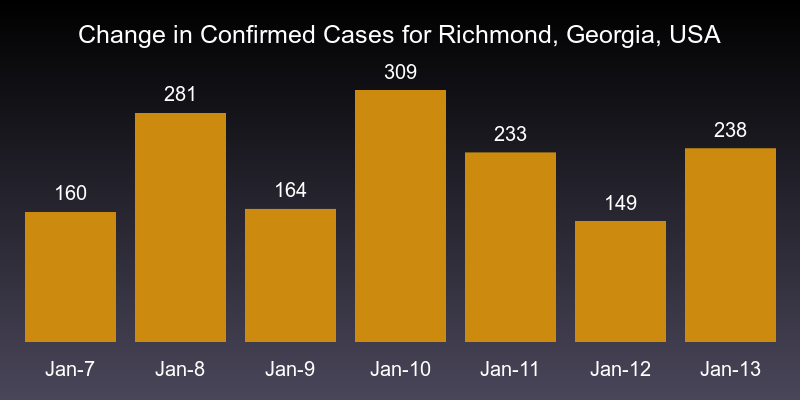 Change in Confirmed Cases for Richmond, Georgia, USA
160
281
164
309
233
149
238
Jan-7
Jan-8
Jan-9
Jan-10
Jan-11
Jan-12
Jan-13